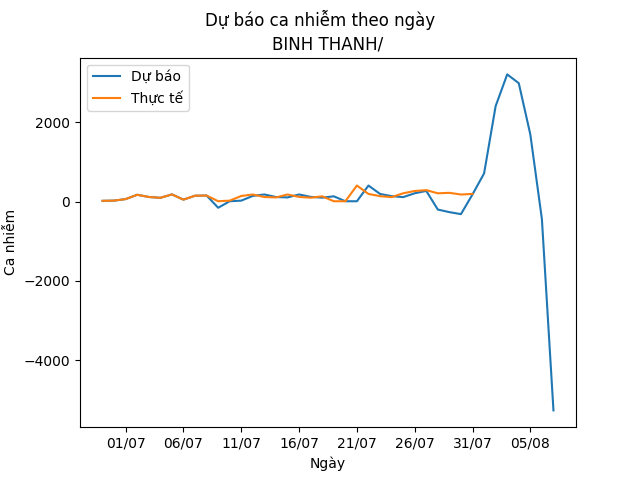 Dự báo ca nhiễm theo ngày
BINH THANH/
Dự báo
Thực tế
2000
0
−2000
−4000
Ca nhiễm
01/07 06/07 11/07 16/07 21/07 26/07 31/07 05/08
Ngày